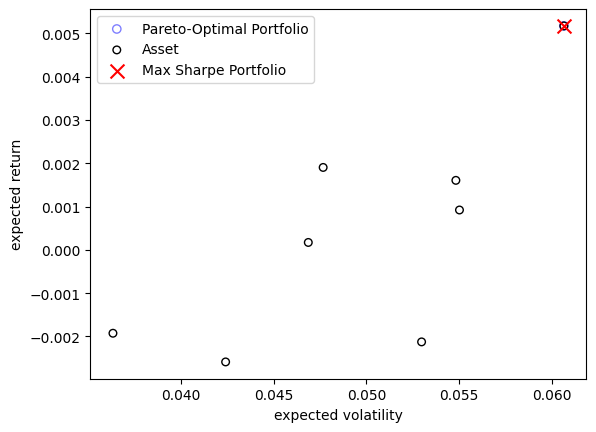 Pareto-Optimal Portfolio
Asset
Max Sharpe Portfolio
0.005
0.004
0.003
0.002
0.001
0.000
−0.001
−0.002
expected return
0.040 0.045 0.050 0.055 0.060
expected volatility